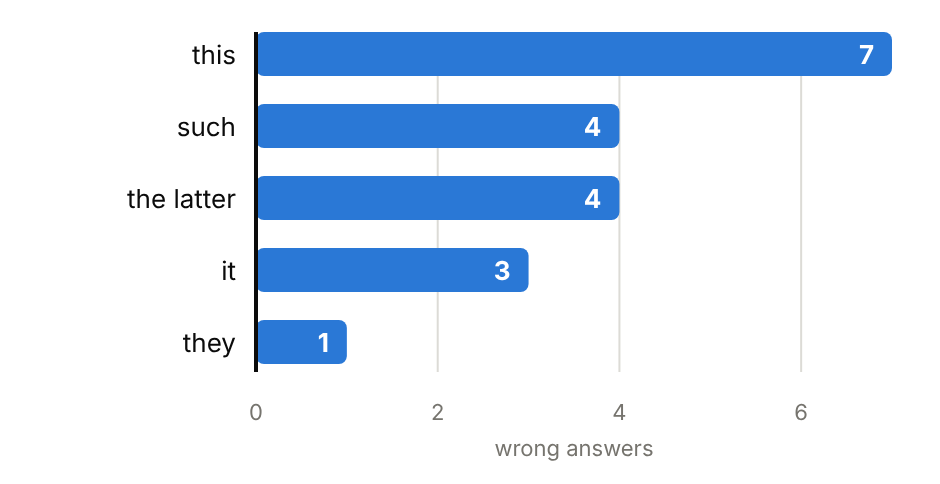 this 7
such 4
the latter 4
it 3
they 1
0 2 4 6
wrong answers